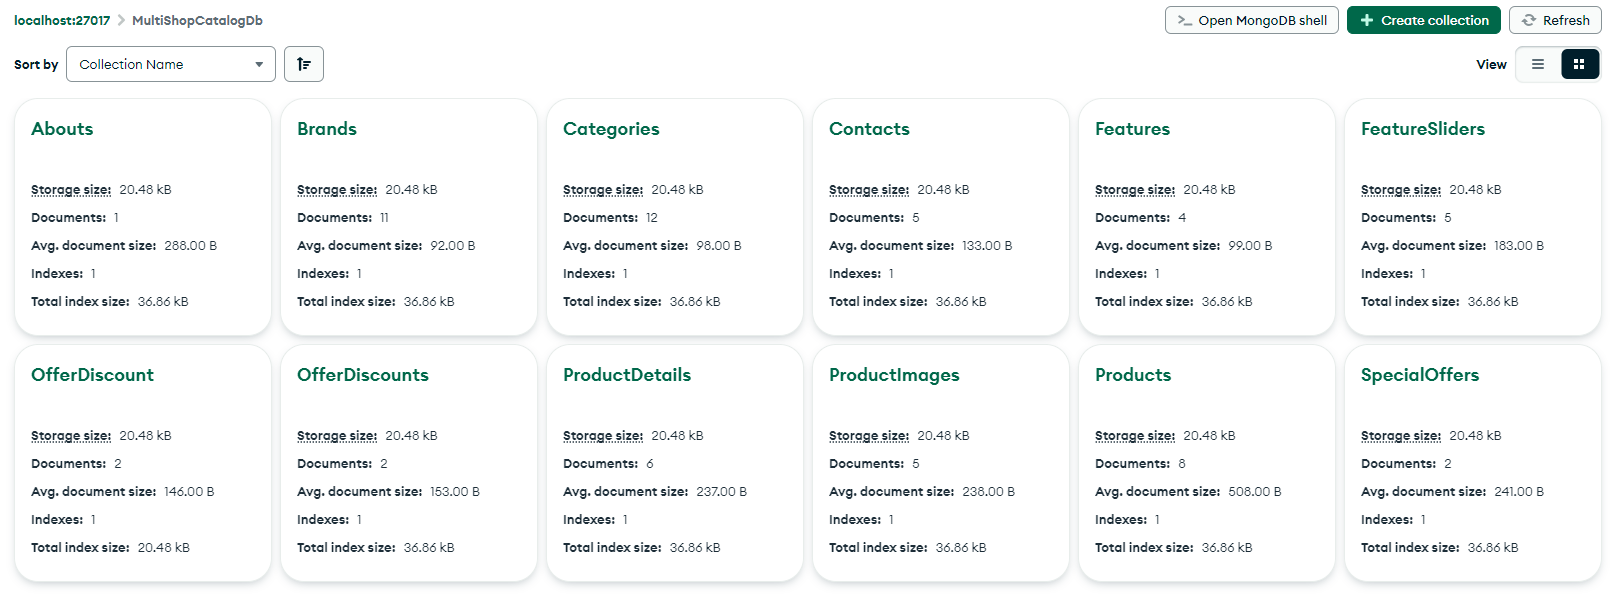 localhost:27017 > MultiShopCatalogDb
Open MongoDB shell
Create collection
Refresh
Sort by Collection Name
View
Abouts
Storage size: 20.48 kB
Documents: 1
Avg. document size: 288.00 B
Indexes: 1
Total index size: 36.86 kB
Brands
Storage size: 20.48 kB
Documents: 11
Avg. document size: 92.00 B
Indexes: 1
Total index size: 36.86 kB
Categories
Storage size: 20.48 kB
Documents: 12
Avg. document size: 98.00 B
Indexes: 1
Total index size: 36.86 kB
Contacts
Storage size: 20.48 kB
Documents: 5
Avg. document size: 133.00 B
Indexes: 1
Total index size: 36.86 kB
Features
Storage size: 20.48 kB
Documents: 4
Avg. document size: 99.00 B
Indexes: 1
Total index size: 36.86 kB
FeatureSliders
Storage size: 20.48 kB
Documents: 5
Avg. document size: 183.00 B
Indexes: 1
Total index size: 36.86 kB
OfferDiscount
Storage size: 20.48 kB
Documents: 2
Avg. document size: 146.00 B
Indexes: 1
Total index size: 20.48 kB
OfferDiscounts
Storage size: 20.48 kB
Documents: 2
Avg. document size: 153.00 B
Indexes: 1
Total index size: 36.86 kB
ProductDetails
Storage size: 20.48 kB
Documents: 6
Avg. document size: 237.00 B
Indexes: 1
Total index size: 36.86 kB
ProductImages
Storage size: 20.48 kB
Documents: 5
Avg. document size: 238.00 B
Indexes: 1
Total index size: 36.86 kB
Products
Storage size: 20.48 kB
Documents: 8
Avg. document size: 508.00 B
Indexes: 1
Total index size: 36.86 kB
SpecialOffers
Storage size: 20.48 kB
Documents: 2
Avg. document size: 241.00 B
Indexes: 1
Total index size: 36.86 kB